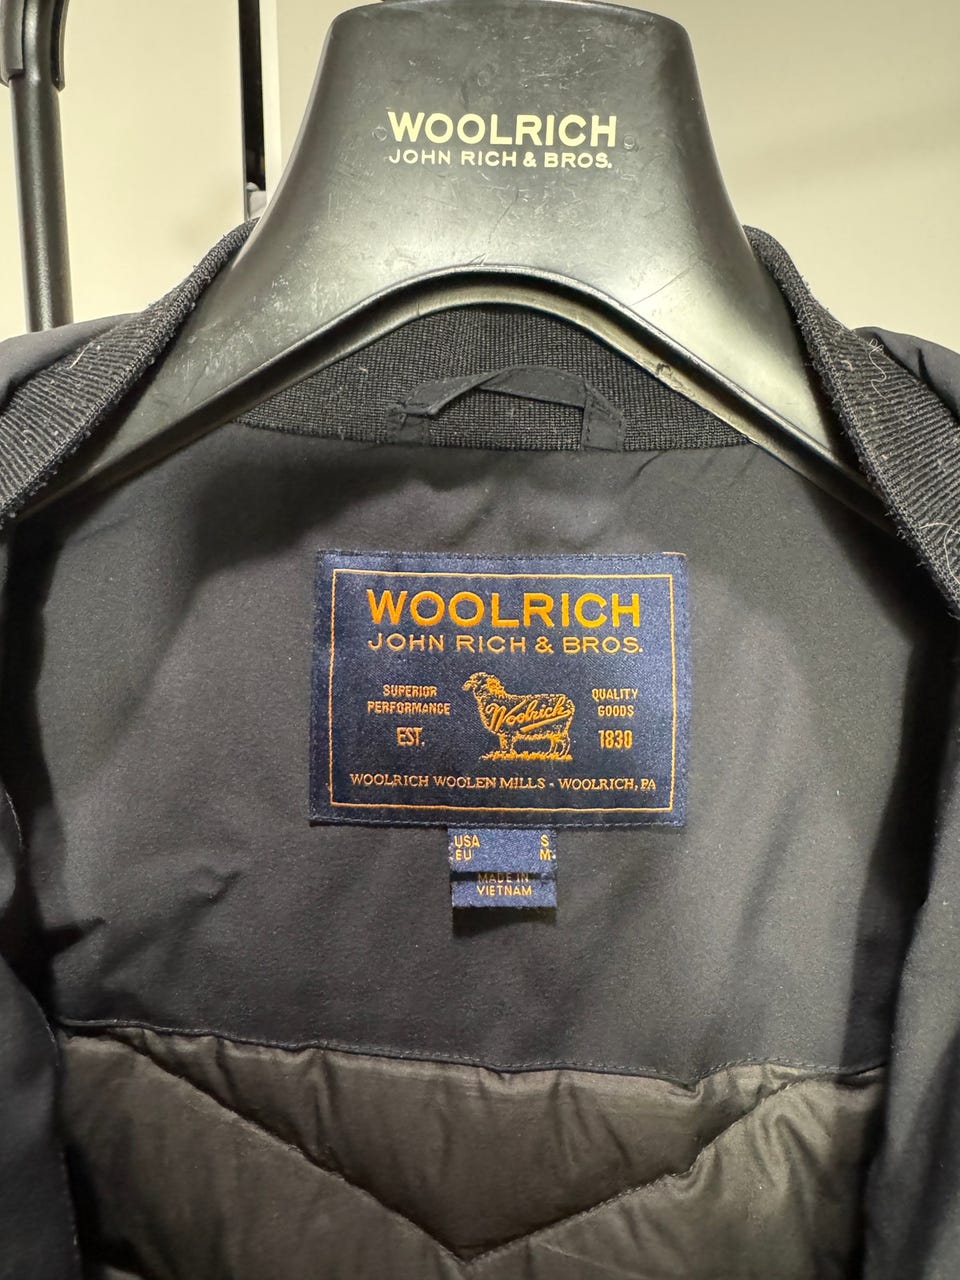 WOOLRICH
JOHN RICH & BROS.
WOOLRICH
JOHN RICH & BROS.
SUPERIOR
PERFORMANCE
EST.
Woolrich
QUALITY
GOODS
1830
WOOLRICH WOOLEN MILLS - WOOLRICH, PA
USA S
EU M
MADE IN
VIETNAM